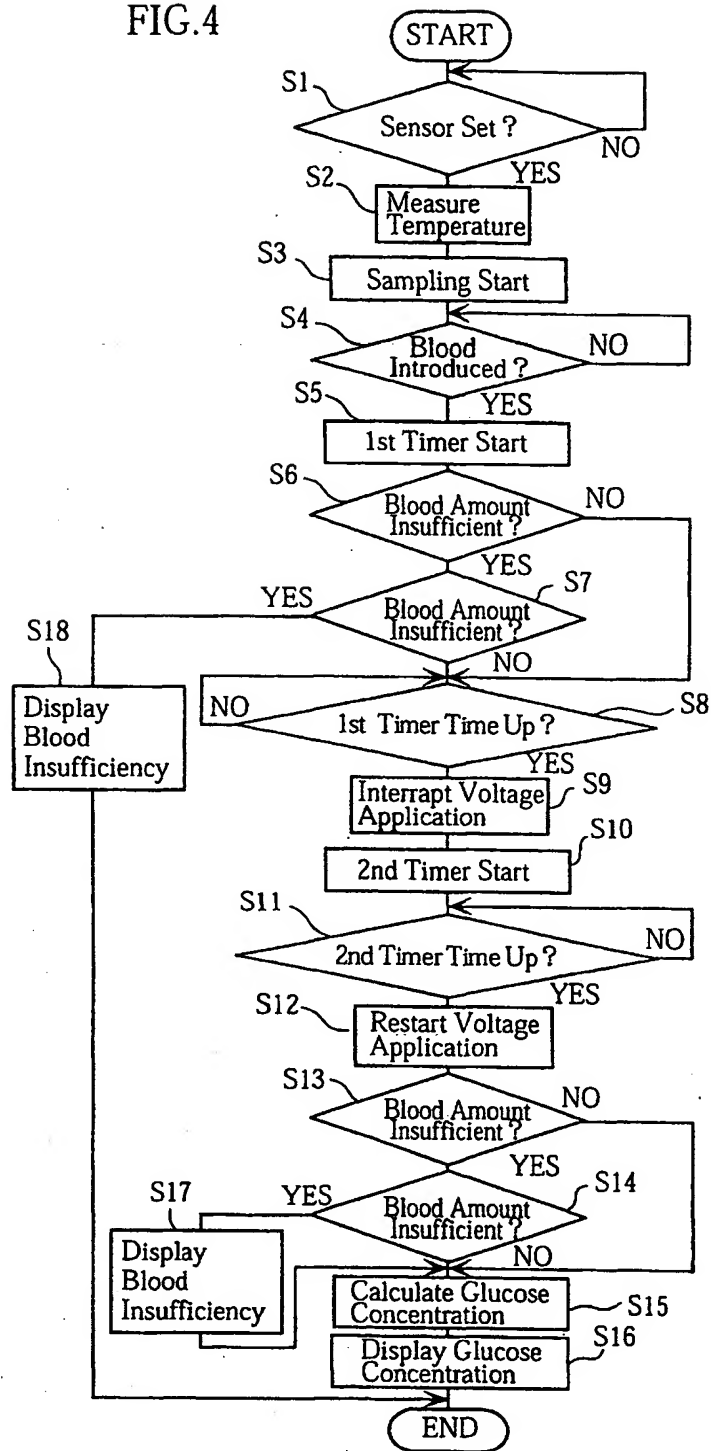 FIG.4
START
S1
Sensor Set ?
NO
YES
S2
Measure
Temperature
S3
Sampling Start
S4
Blood
Introduced ?
NO
YES
S5
1st Timer Start
S6
Blood Amount
Insufficient ?
NO
YES
S7
YES
Blood Amount
Insufficient ?
NO
S18
Display
Blood
Insufficiency
NO
1st Timer Time Up ?
S8
YES
S9
Interrapt Voltage
Application
S10
2nd Timer Start
S11
2nd Timer Time Up ?
NO
YES
S12
Restart Voltage
Application
S13
Blood Amount
Insufficient ?
NO
YES
S14
YES
Blood Amount
Insufficient ?
NO
S17
Display
Blood
Insufficiency
Calculate Glucose
Concentration
S15
Display Glucose
Concentration
S16
END